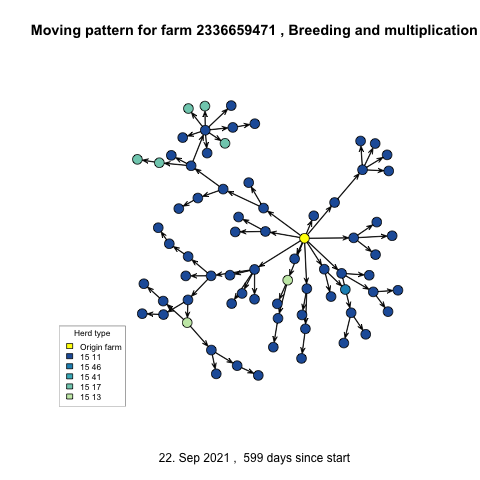 Moving pattern for farm 2336659471 , Breeding and multiplication
Herd type
Origin farm
15 11
15 46
15 41
15 17
15 13
22. Sep 2021 ,  599 days since start